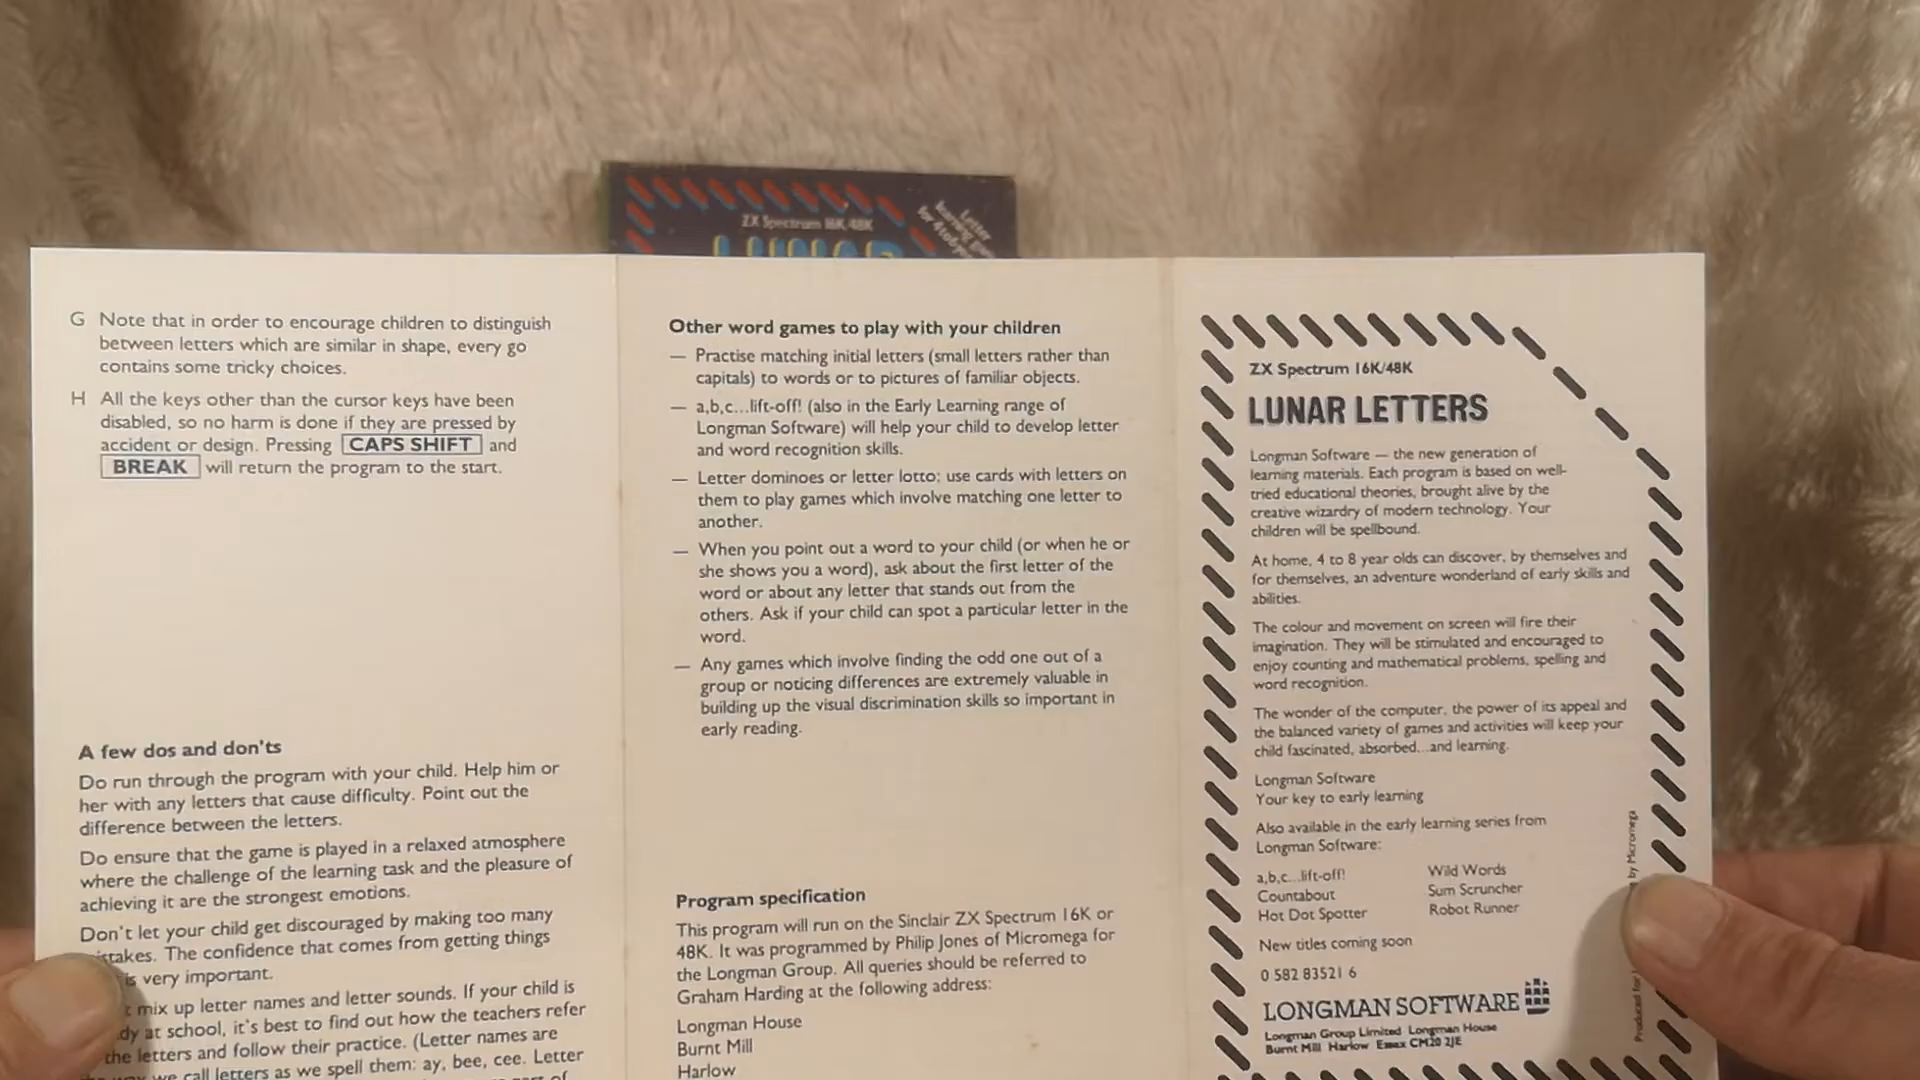 ZX Spectrum 16K/48K
LUNAR
Letter
G Note that in order to encourage children to distinguish
between letters which are similar in shape, every go
contains some tricky choices.
H All the keys other than the cursor keys have been
disabled, so no harm is done if they are pressed by
accident or design. Pressing CAPS SHIFT and
BREAK will return the program to the start.
A few dos and don'ts
Do run through the program with your child. Help him or
her with any letters that cause difficulty. Point out the
difference between the letters.
Do ensure that the game is played in a relaxed atmosphere
where the challenge of the learning task and the pleasure of
achieving it are the strongest emotions.
Don't let your child get discouraged by making too many
The confidence that comes from getting things
is very important.
mix up letter names and letter sounds. If your child is
at school, it's best to find out how the teachers refer
the letters and follow their practice. (Letter names are
we call letters as we spell them: ay, bee, cee. Letter
Other word games to play with your children
— Practise matching initial letters (small letters rather than
capitals) to words or to pictures of familiar objects.
— a,b,c...lift-off! (also in the Early Learning range of
Longman Software) will help your child to develop letter
and word recognition skills.
— Letter dominoes or letter lotto: use cards with letters on
them to play games which involve matching one letter to
another.
— When you point out a word to your child (or when he or
she shows you a word), ask about the first letter of the
word or about any letter that stands out from the
others. Ask if your child can spot a particular letter in the
word.
— Any games which involve finding the odd one out of a
group or noticing differences are extremely valuable in
building up the visual discrimination skills so important in
early reading.
Program specification
This program will run on the Sinclair ZX Spectrum 16K or
48K. It was programmed by Philip Jones of Micromega for
the Longman Group. All queries should be referred to
Graham Harding at the following address:
Longman House
Burnt Mill
Harlow
ZX Spectrum 16K/48K
LUNAR LETTERS
Longman Software — the new generation of
learning materials. Each program is based on well-
tried educational theories, brought alive by the
creative wizardry of modern technology. Your
children will be spellbound.
At home, 4 to 8 year olds can discover, by themselves and
for themselves, an adventure wonderland of early skills and
abilities.
The colour and movement on screen will fire their
imagination. They will be stimulated and encouraged to
enjoy counting and mathematical problems, spelling and
word recognition.
The wonder of the computer, the power of its appeal and
the balanced variety of games and activities will keep your
child fascinated, absorbed...and learning.
Longman Software
Your key to early learning
Also available in the early learning series from
Longman Software:
a,b,c...lift-off! Wild Words
Countabout Sum Scruncher
Hot Dot Spotter Robot Runner
New titles coming soon
0 582 83521 6
LONGMAN SOFTWARE
Longman Group Limited Longman House
Burnt Mill Harlow Essex CM20 2JE
Produced for
by Micromega